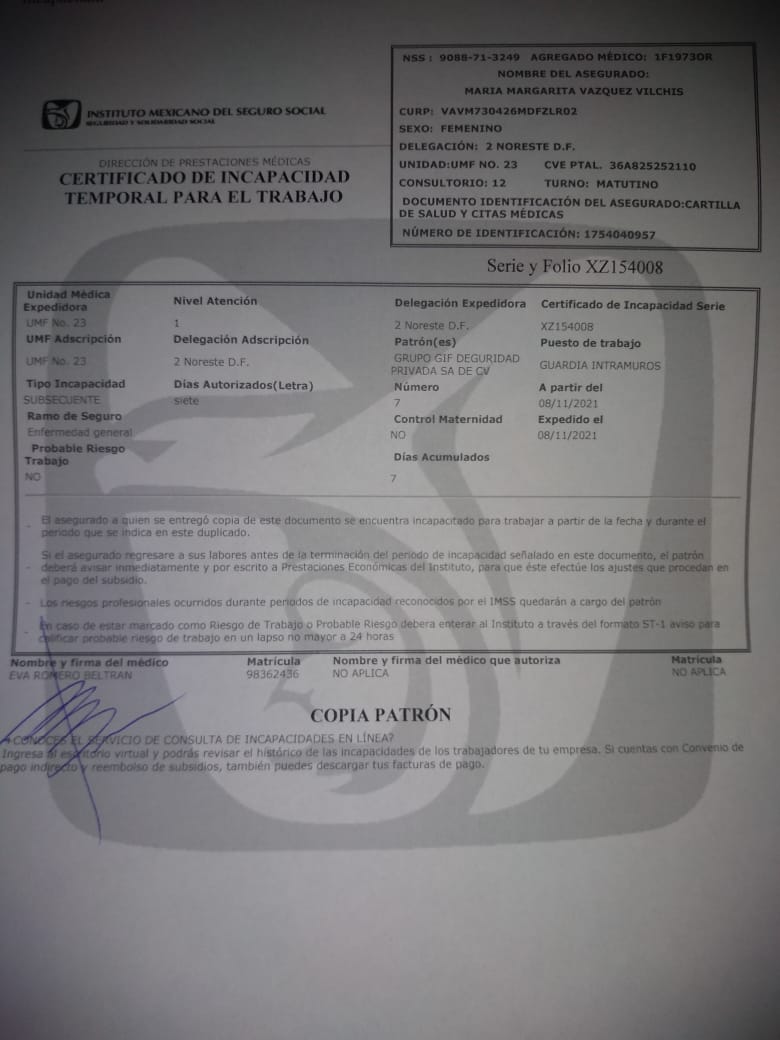 NSS : 9088-71-3249 AGREGADO MÉDICO: 1F1973OR
NOMBRE DEL ASEGURADO:
MARIA MARGARITA VAZQUEZ VILCHIS
CURP: VAVM730426MDFZLR02
SEXO: FEMENINO
DELEGACIÓN: 2 NORESTE D.F.
UNIDAD:UMF NO. 23 CVE PTAL. 36A825252110
CONSULTORIO: 12 TURNO: MATUTINO
DOCUMENTO IDENTIFICACIÓN DEL ASEGURADO:CARTILLA
DE SALUD Y CITAS MÉDICAS
NÚMERO DE IDENTIFICACIÓN: 1754040957
INSTITUTO MEXICANO DEL SEGURO SOCIAL
SEGURIDAD Y SOLIDARIDAD SOCIAL
DIRECCIÓN DE PRESTACIONES MÉDICAS
CERTIFICADO DE INCAPACIDAD
TEMPORAL PARA EL TRABAJO
Serie y Folio XZ154008
Unidad Médica Expedidora Nivel Atención Delegación Expedidora Certificado de Incapacidad Serie
UMF No. 23 1 2 Noreste D.F. XZ154008
UMF Adscripción Delegación Adscripción Patrón(es) Puesto de trabajo
UMF No. 23 2 Noreste D.F. GRUPO GIF DEGURIDAD PRIVADA SA DE CV GUARDIA INTRAMUROS
Tipo Incapacidad Días Autorizados(Letra) Número A partir del
SUBSECUENTE siete 7 08/11/2021
Ramo de Seguro Control Maternidad Expedido el
Enfermedad general NO 08/11/2021
Probable Riesgo Trabajo Días Acumulados
NO 7
- El asegurado a quien se entregó copia de este documento se encuentra incapacitado para trabajar a partir de la fecha y durante el
periodo que se indica en este duplicado.
Si el asegurado regresare a sus labores antes de la terminación del periodo de incapacidad señalado en este documento, el patrón
- deberá avisar inmediatamente y por escrito a Prestaciones Económicas del Instituto, para que éste efectúe los ajustes que procedan en
el pago del subsidio.
- Los riesgos profesionales ocurridos durante periodos de incapacidad reconocidos por el IMSS quedarán a cargo del patrón
- En caso de estar marcado como Riesgo de Trabajo o Probable Riesgo debera enterar al Instituto a través del formato ST-1 aviso para
calificar probable riesgo de trabajo en un lapso no mayor a 24 horas
Nombre y firma del médico Matrícula Nombre y firma del médico que autoriza Matrícula
EVA ROMERO BELTRAN 98362436 NO APLICA NO APLICA
COPIA PATRÓN
¿CONOCES EL SERVICIO DE CONSULTA DE INCAPACIDADES EN LÍNEA?
Ingresa al escritorio virtual y podrás revisar el histórico de las incapacidades de los trabajadores de tu empresa. Si cuentas con Convenio de
pago indirecto y reembolso de subsidios, también puedes descargar tus facturas de pago.